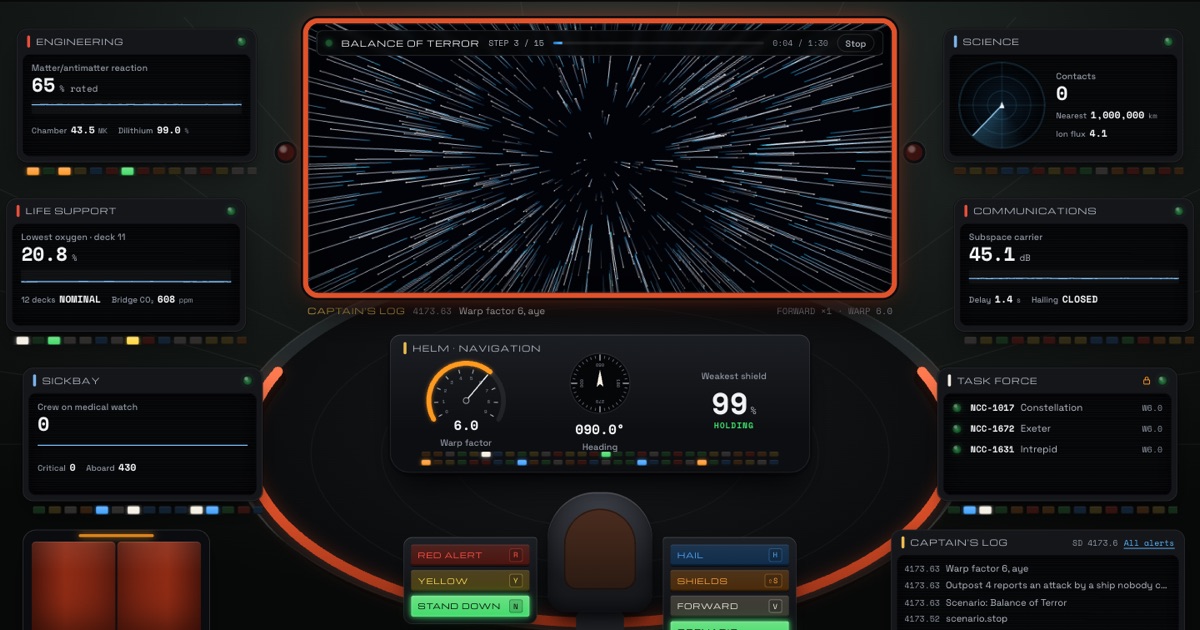 ENGINEERING
Matter/antimatter reaction
65 % rated
Chamber 43.5 MK Dilithium 99.0 %
LIFE SUPPORT
Lowest oxygen · deck 11
20.8 %
12 decks NOMINAL Bridge CO₂ 608 ppm
SICKBAY
Crew on medical watch
0
Critical 0 Aboard 430
BALANCE OF TERROR STEP 3 / 15 0:04 / 1:30 Stop
CAPTAIN'S LOG 4173.63 Warp factor 6, aye FORWARD ×1 · WARP 6.0
HELM · NAVIGATION
6.0
Warp factor
090.0°
Heading
Weakest shield
99 %
HOLDING
RED ALERT R
YELLOW Y
STAND DOWN N
HAIL H
SHIELDS ⇧S
FORWARD V
SCIENCE
Contacts
0
Nearest 1,000,000 km
Ion flux 4.1
COMMUNICATIONS
Subspace carrier
45.1 dB
Delay 1.4 s Hailing CLOSED
TASK FORCE
NCC-1017 Constellation W6.0
NCC-1672 Exeter W6.0
NCC-1631 Intrepid W6.0
CAPTAIN'S LOG SD 4173.6 All alerts
4173.63 Warp factor 6, aye
4173.63 Outpost 4 reports an attack by a ship nobody c…
4173.63 Scenario: Balance of Terror
4173.52 scenario.stop